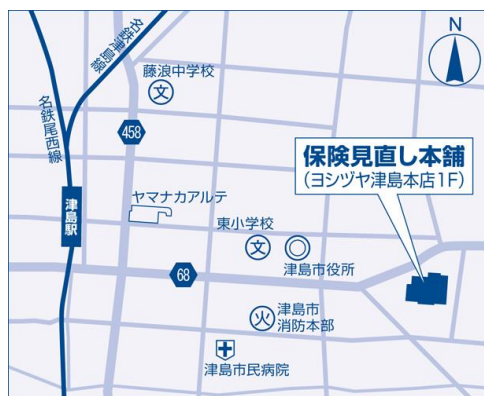 N
名鉄津島線
藤浪中学校
文
名鉄尾西線
458
保険見直し本舗
(ヨシヅヤ津島本店1F)
ヤマナカアルテ
津島駅
東小学校
文
津島市役所
68
火
津島市
消防本部
津島市民病院